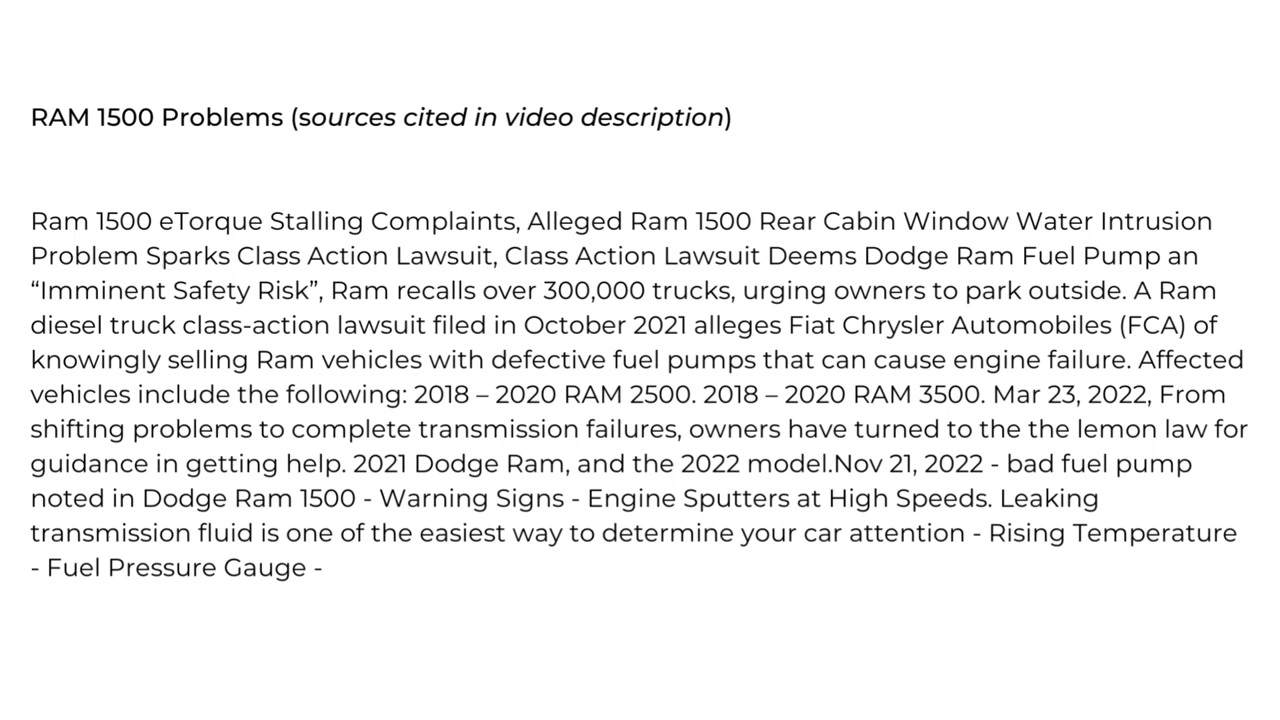 RAM 1500 Problems (sources cited in video description)
Ram 1500 eTorque Stalling Complaints, Alleged Ram 1500 Rear Cabin Window Water Intrusion
Problem Sparks Class Action Lawsuit, Class Action Lawsuit Deems Dodge Ram Fuel Pump an
“Imminent Safety Risk”, Ram recalls over 300,000 trucks, urging owners to park outside. A Ram
diesel truck class-action lawsuit filed in October 2021 alleges Fiat Chrysler Automobiles (FCA) of
knowingly selling Ram vehicles with defective fuel pumps that can cause engine failure. Affected
vehicles include the following: 2018 – 2020 RAM 2500. 2018 – 2020 RAM 3500. Mar 23, 2022, From
shifting problems to complete transmission failures, owners have turned to the the lemon law for
guidance in getting help. 2021 Dodge Ram, and the 2022 model.Nov 21, 2022 - bad fuel pump
noted in Dodge Ram 1500 - Warning Signs - Engine Sputters at High Speeds. Leaking
transmission fluid is one of the easiest way to determine your car attention - Rising Temperature
- Fuel Pressure Gauge -